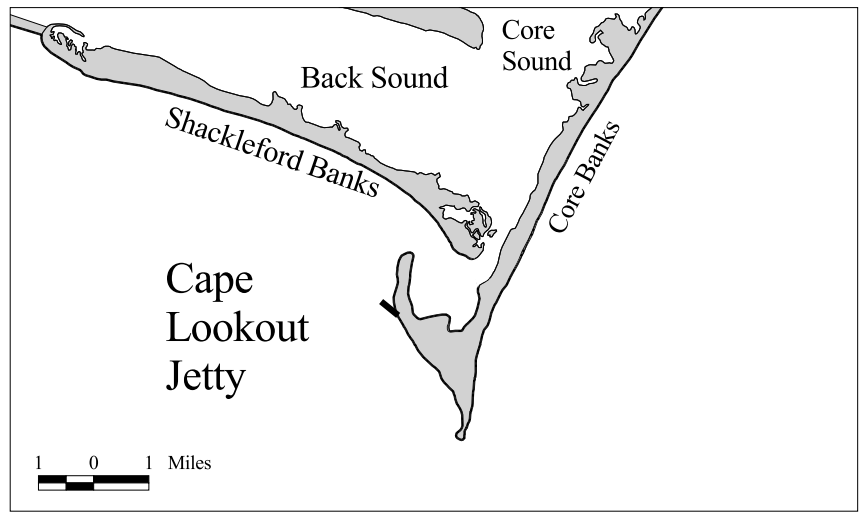 Core
Sound
Back Sound
Shackleford Banks
Core Banks
Cape
Lookout
Jetty
1 0 1 Miles